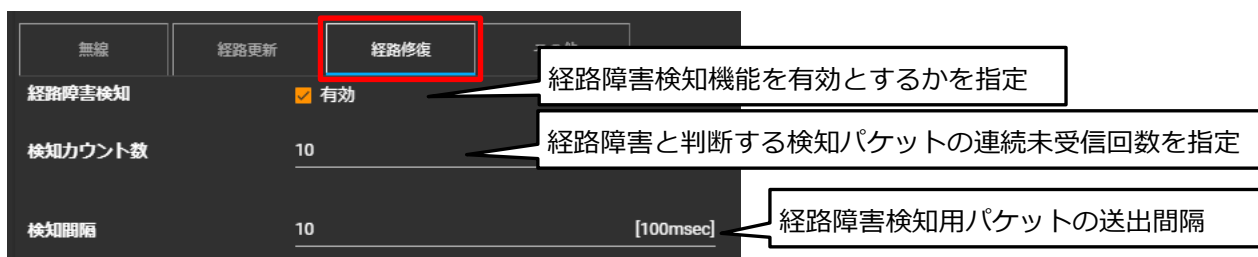 無線 経路更新 経路修復
経路障害検知 有効
経路障害検知機能を有効とするかを指定
検知カウント数 10
経路障害と判断する検知パケットの連続未受信回数を指定
検知間隔 10 [100msec]
経路障害検知用パケットの送出間隔